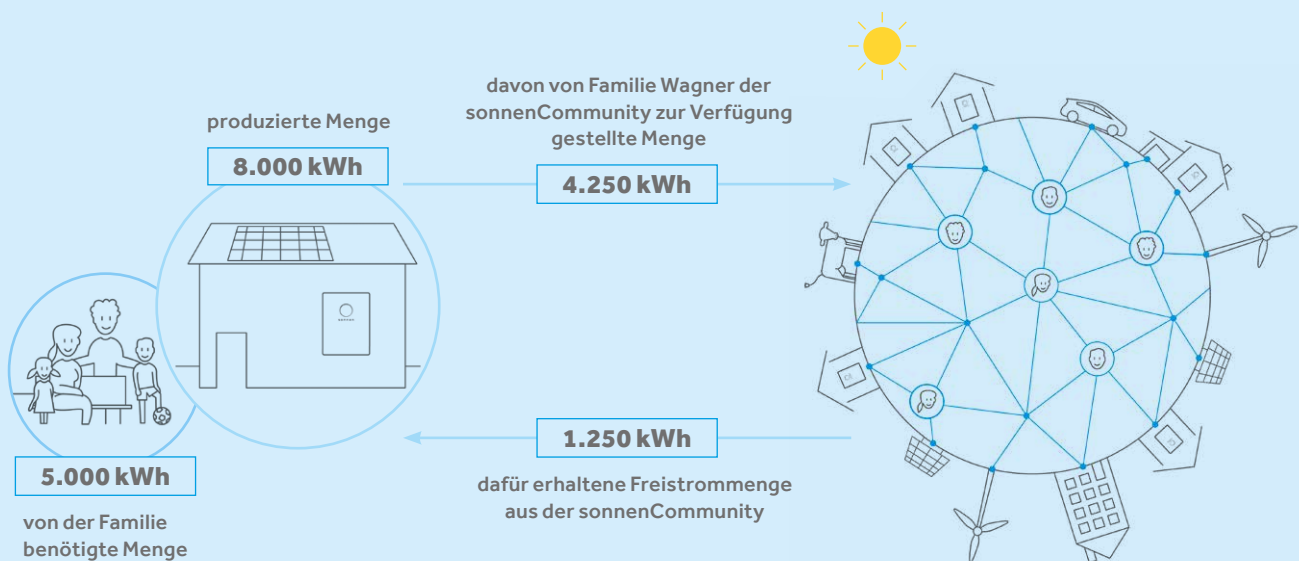 produzierte Menge
8.000 kWh
davon von Familie Wagner der
sonnenCommunity zur Verfügung
gestellte Menge
4.250 kWh
1.250 kWh
dafür erhaltene Freistrommenge
aus der sonnenCommunity
5.000 kWh
von der Familie
benötigte Menge